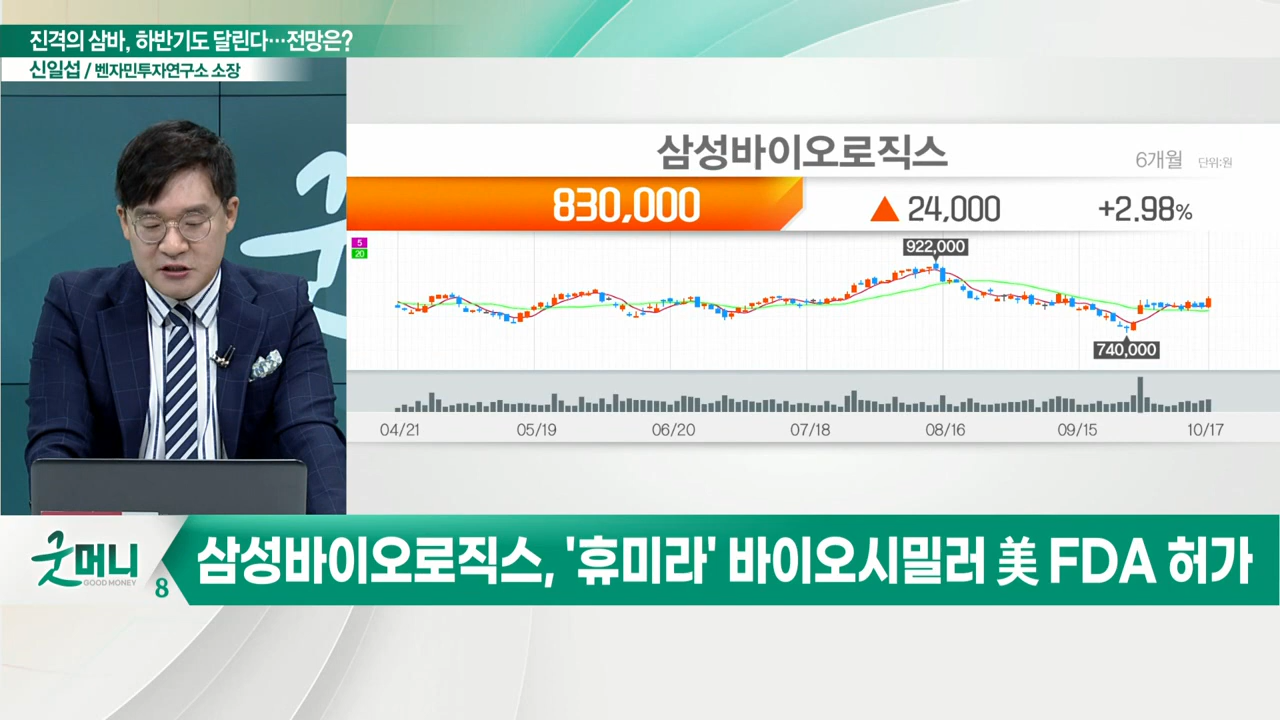 진격의 삼바, 하반기도 달린다…전망은?
신일섭 / 벤자민투자연구소 소장
삼성바이오로직스
6개월 단위:원
830,000 ▲ 24,000 +2.98%
5
20
922,000
740,000
04/21 05/19 06/20 07/18 08/16 09/15 10/17
굿머니
GOOD MONEY
8
삼성바이오로직스, '휴미라' 바이오시밀러 美 FDA 허가